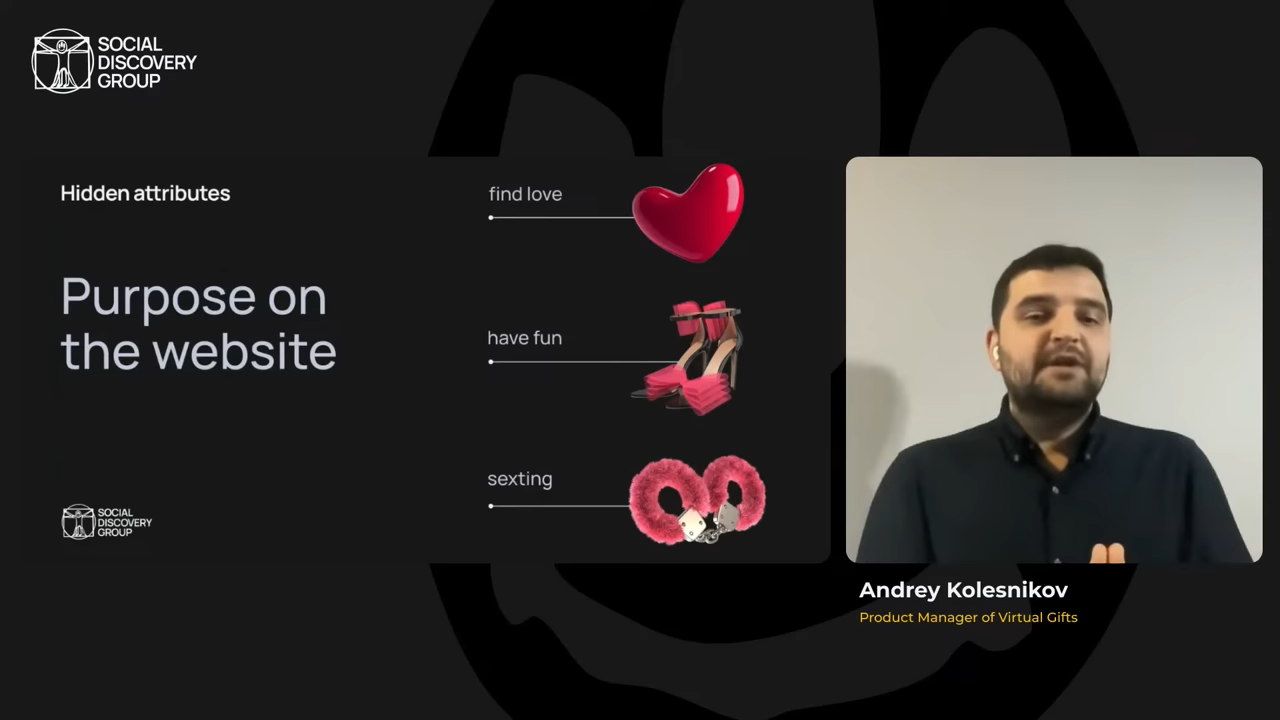 SOCIAL
DISCOVERY
GROUP
Hidden attributes
Purpose on
the website
find love
have fun
sexting
SOCIAL
DISCOVERY
GROUP
Andrey Kolesnikov
Product Manager of Virtual Gifts